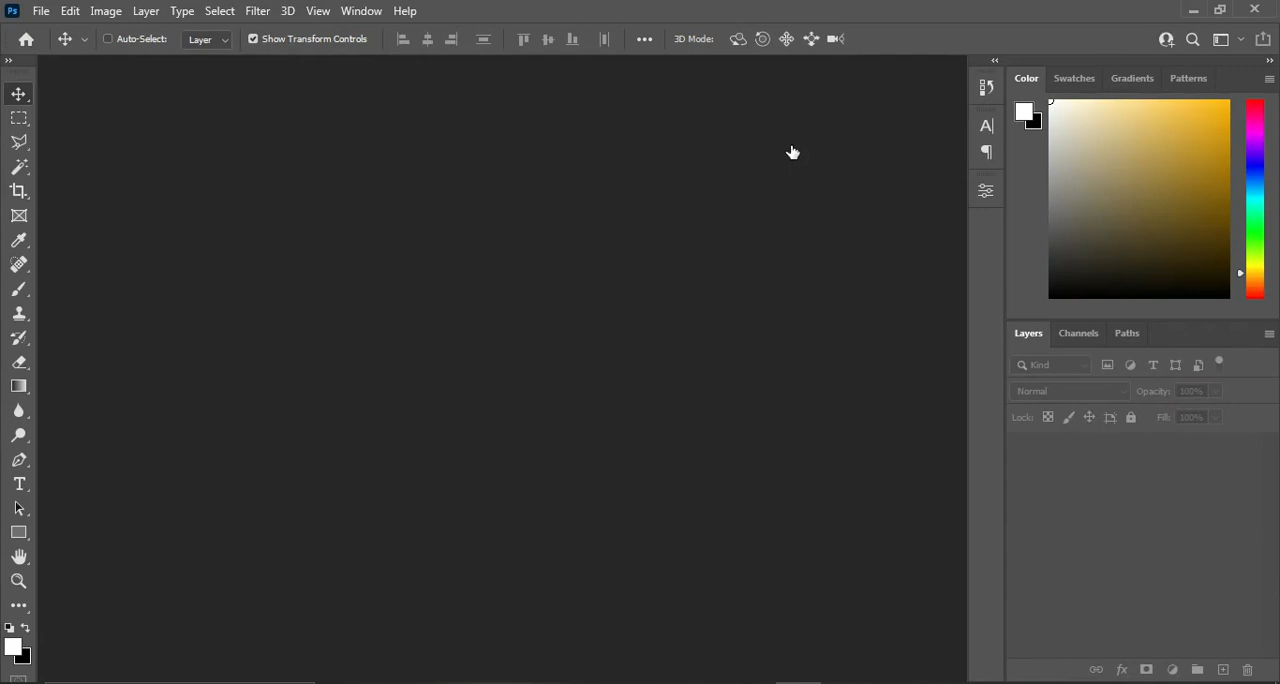 Ps File Edit Image Layer Type Select Filter 3D View Window Help
Auto-Select: Layer Show Transform Controls 3D Mode:
Color Swatches Gradients Patterns
A
Layers Channels Paths
Kind T
Normal Opacity: 100%
Lock: Fill: 100%
T